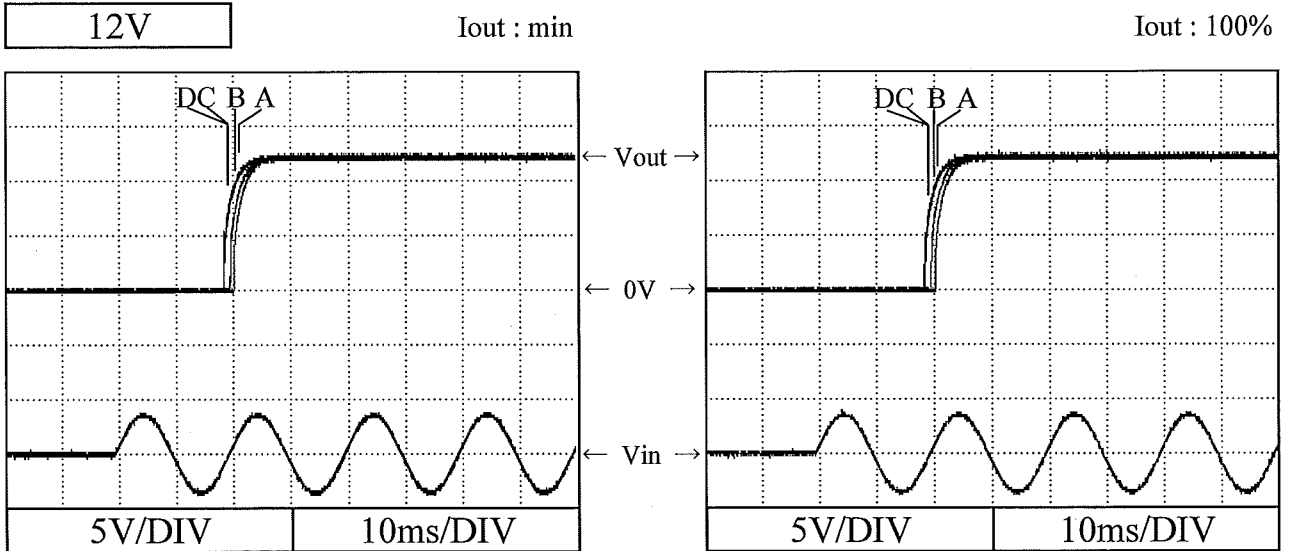 12V
Iout : min
Iout : 100%
DC B A
DC B A
← Vout →
← 0V →
← Vin →
5V/DIV
10ms/DIV
5V/DIV
10ms/DIV